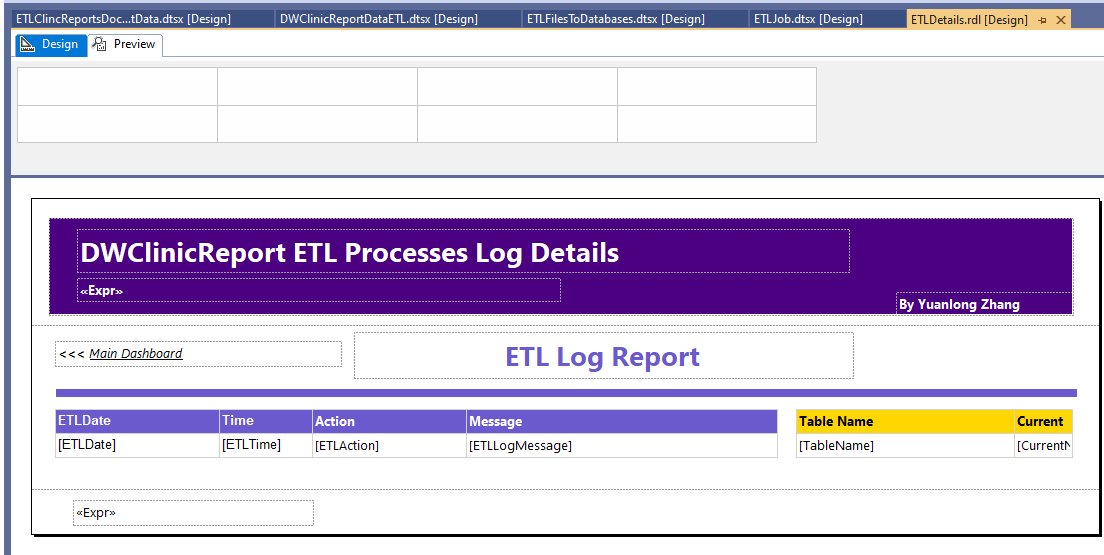 ETLClincReportsDoc...tData.dtsx [Design] DWClinicReportDataETL.dtsx [Design] ETLFilesToDatabases.dtsx [Design] ETLJob.dtsx [Design] ETLDetails.rdl [Design]
Design Preview
DWClinicReport ETL Processes Log Details
«Expr»
By Yuanlong Zhang
<<< Main Dashboard
ETL Log Report
ETLDate Time Action Message Table Name Current
[ETLDate] [ETLTime] [ETLAction] [ETLLogMessage] [TableName] [CurrentN
«Expr»